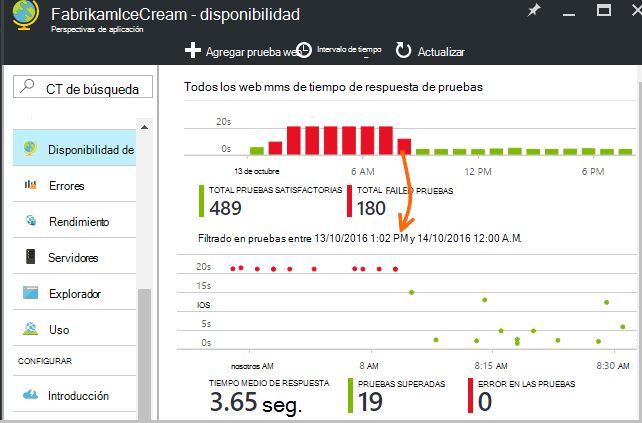 FabrikamIceCream - disponibilidad
Perspectivas de aplicación
Agregar prueba web
Intervalo de tiempo
Actualizar
CT de búsqueda
Disponibilidad de
Errores
Rendimiento
Servidores
Explorador
Uso
CONFIGURAR
Introducción
Todos los web mms de tiempo de respuesta de pruebas
20s
0s
13 de octubre
6 AM
12 PM
6 PM
TOTAL PRUEBAS SATISFACTORIAS
489
TOTAL FAILED PRUEBAS
180
Filtrado en pruebas entre 13/10/2016 1:02 PM y 14/10/2016 12:00 A.M.
20s
15s
IOS
5s
0s
nosotros AM
8 AM
8:15 AM
8:30 AM
TIEMPO MEDIO DE RESPUESTA
3.65 seg.
PRUEBAS SUPERADAS
19
ERROR EN LAS PRUEBAS
0